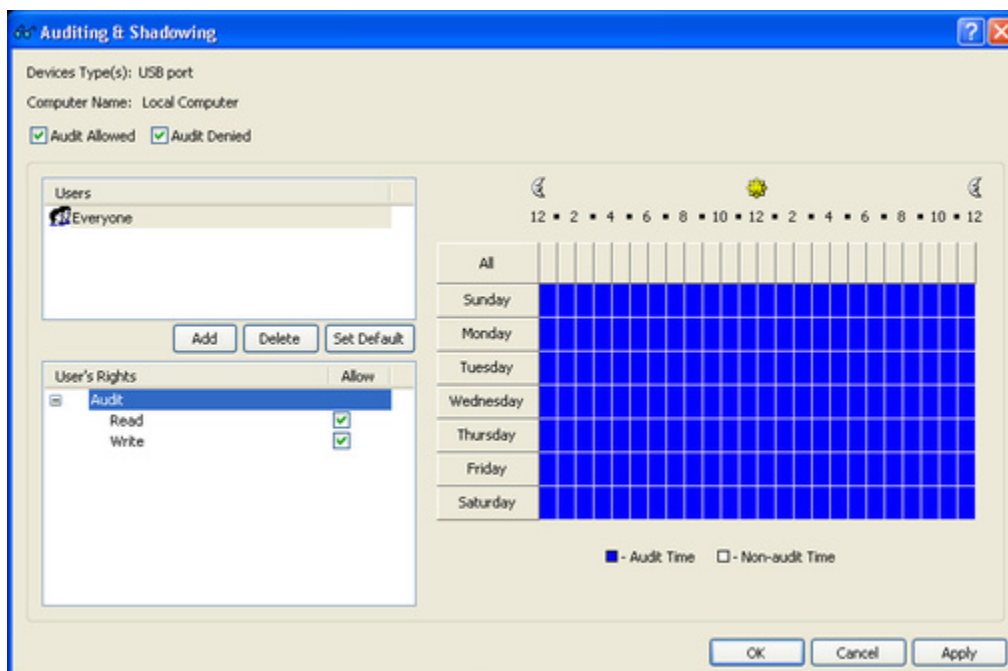 Auditing & Shadowing
Devices Type(s): USB port
Computer Name: Local Computer
Audit Allowed Audit Denied
Users
Everyone
Add Delete Set Default
User's Rights Allow
Audit
Read
Write
12 • 2 • 4 • 6 • 8 • 10 • 12 • 2 • 4 • 6 • 8 • 10 • 12
All
Sunday
Monday
Tuesday
Wednesday
Thursday
Friday
Saturday
- Audit Time - Non-audit Time
OK Cancel Apply